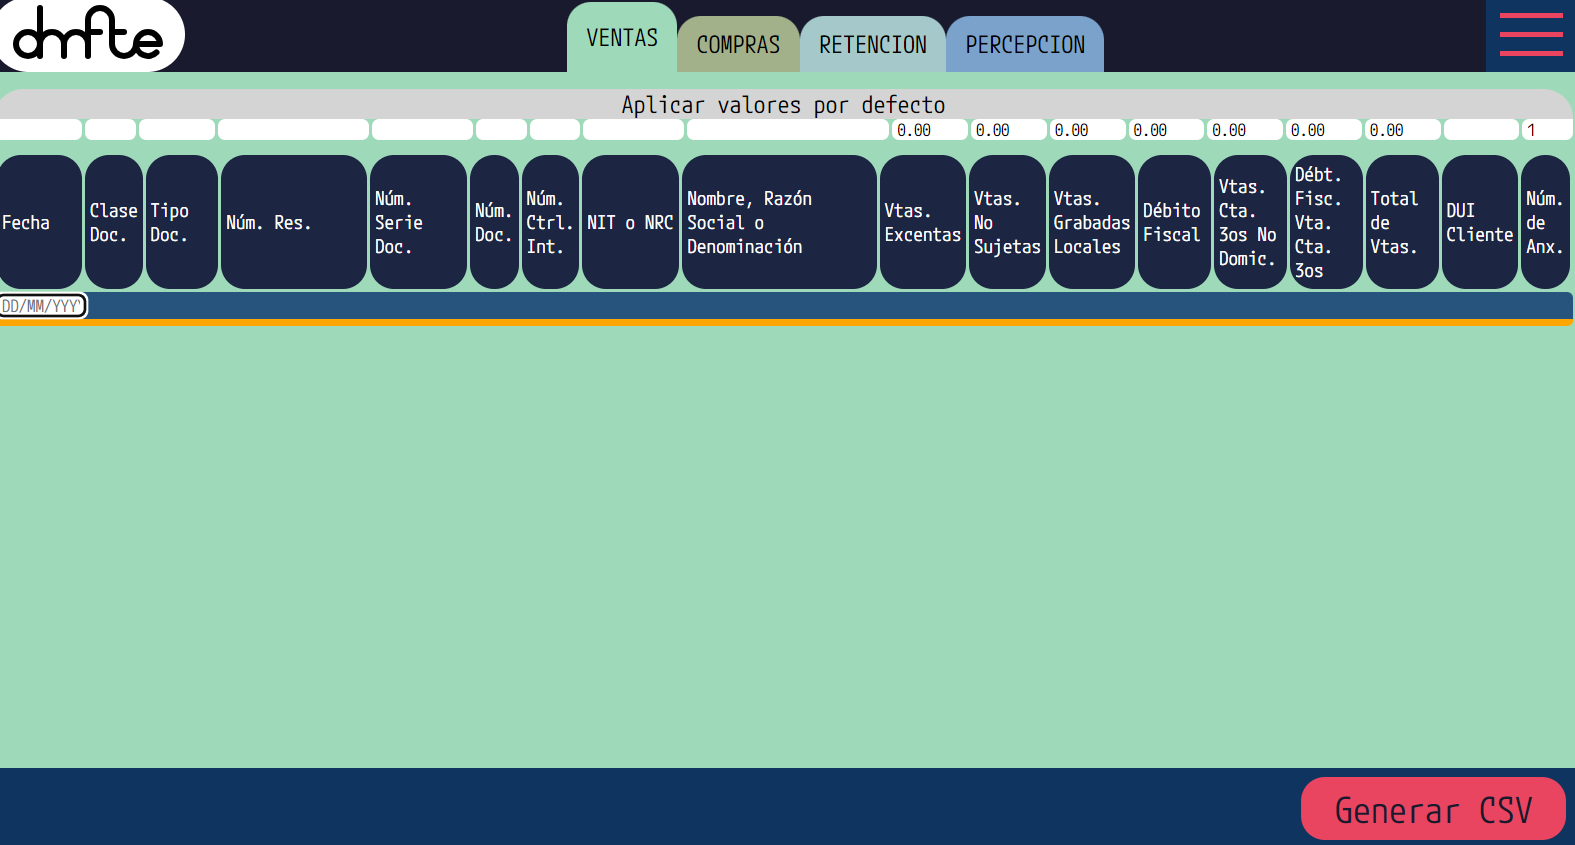 dmfte
VENTAS
COMPRAS
RETENCION
PERCEPCION
Aplicar valores por defecto
0.00 0.00 0.00 0.00 0.00 0.00 0.00 1
Fecha
Clase
Doc.
Tipo
Doc.
Núm. Res.
Núm.
Serie
Doc.
Núm.
Doc.
Núm.
Ctrl.
Int.
NIT o NRC
Nombre, Razón
Social o
Denominación
Vtas.
Excentas
Vtas.
No
Sujetas
Vtas.
Grabadas
Locales
Débito
Fiscal
Vtas.
Cta.
3os No
Domic.
Débt.
Fisc.
Vta.
Cta.
3os
Total
de
Vtas.
DUI
Cliente
Núm.
de
Anx.
DD/MM/YYY
Generar CSV